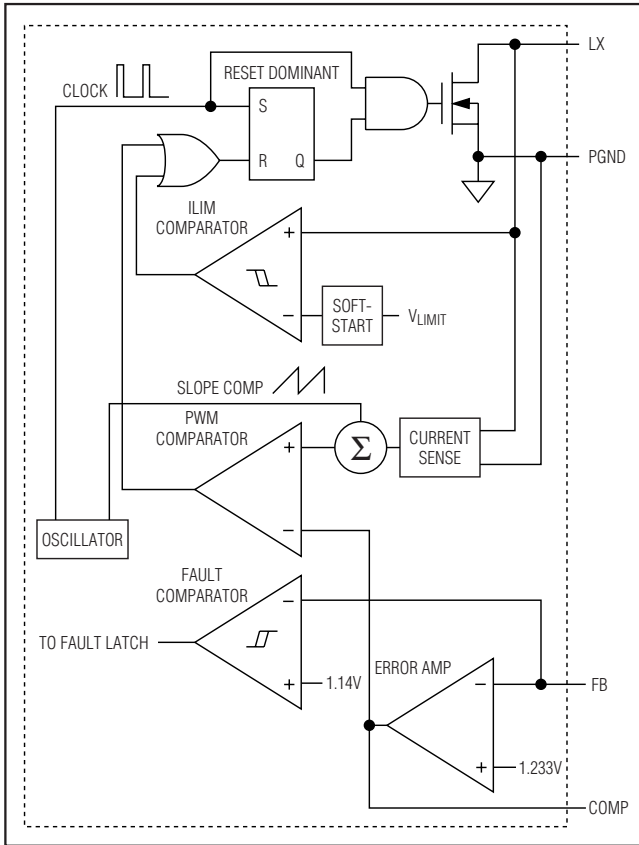 LX
RESET DOMINANT
CLOCK
S
R
Q
PGND
ILIM
COMPARATOR
+
−
SOFT-
START
VLIMIT
SLOPE COMP
PWM
COMPARATOR
+
−
Σ
CURRENT
SENSE
OSCILLATOR
FAULT
COMPARATOR
−
+
TO FAULT LATCH
1.14V
ERROR AMP
−
+
FB
1.233V
COMP